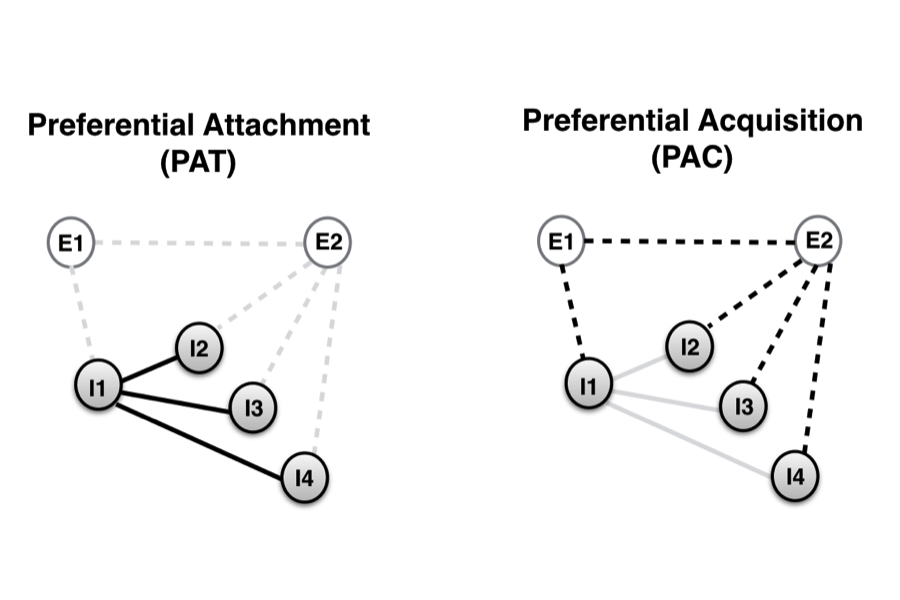 Preferential Attachment
(PAT)
E1
E2
I2
I1
I3
I4
Preferential Acquisition
(PAC)
E1
E2
I2
I1
I3
I4